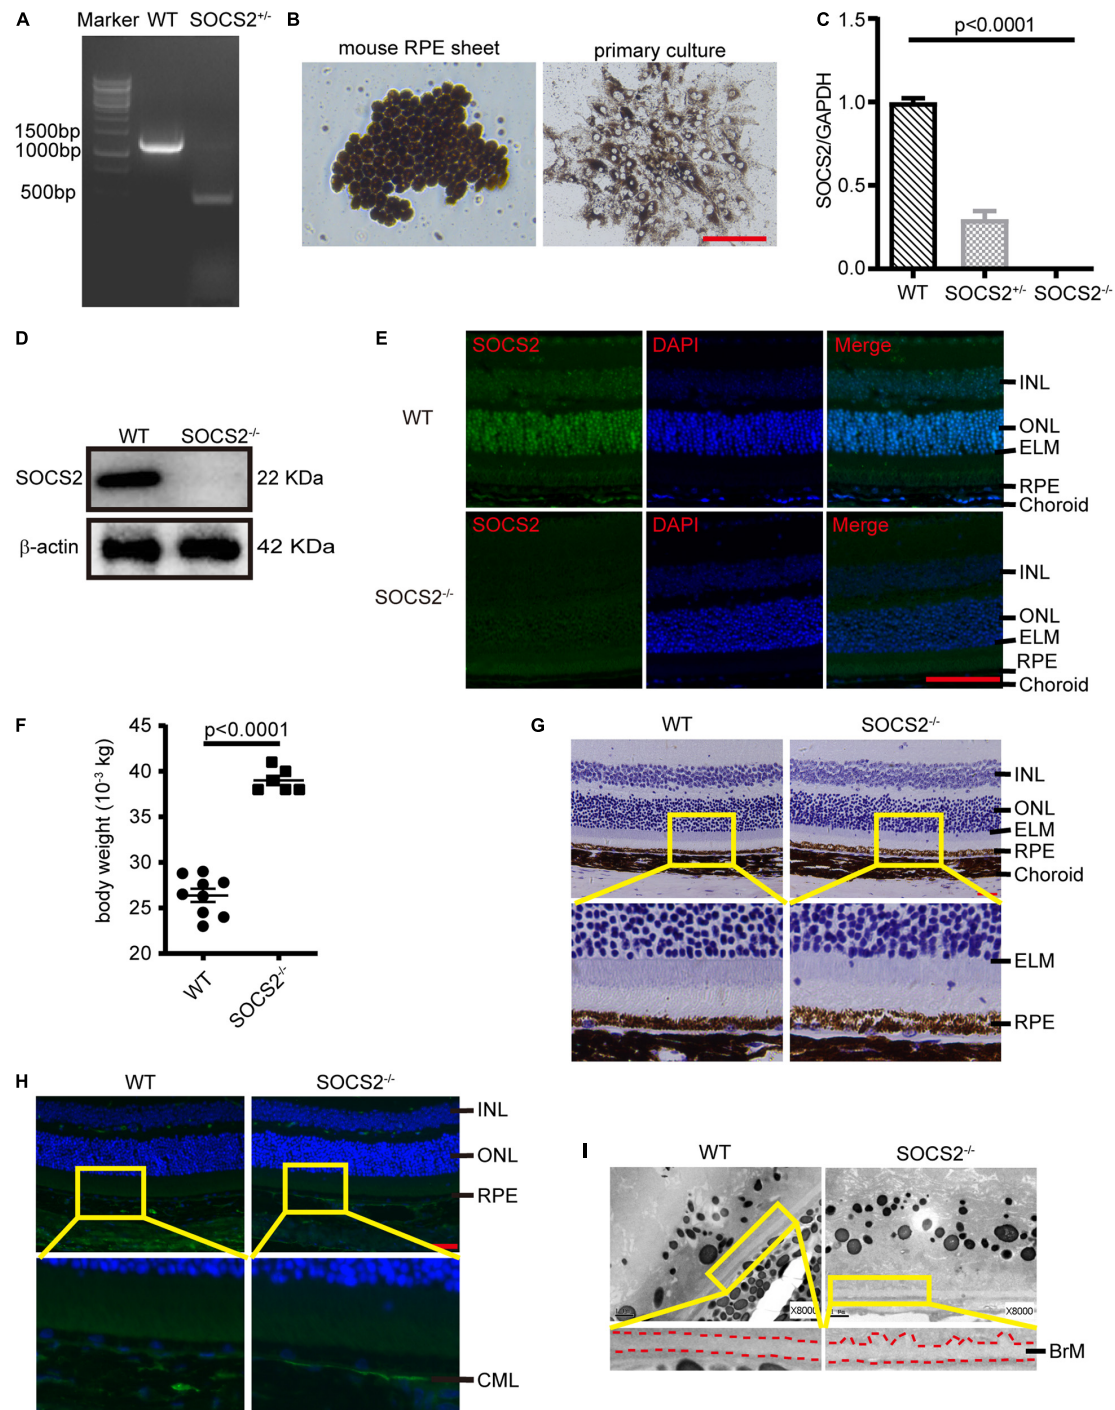 A
Marker WT SOCS2+/-
1500bp
1000bp
500bp
B
mouse RPE sheet
primary culture
C
p<0.0001
SOCS2/GAPDH
1.5
1.0
0.5
0.0
WT SOCS2+/- SOCS2-/-
D
WT SOCS2-/-
SOCS2 22 KDa
β-actin 42 KDa
E
WT
SOCS2 DAPI Merge
INL
ONL
ELM
RPE
Choroid
SOCS2-/-
SOCS2 DAPI Merge
INL
ONL
ELM
RPE
Choroid
F
p<0.0001
body weight (10-3 kg)
45
40
35
30
25
20
WT SOCS2-/-
G
WT SOCS2-/-
INL
ONL
ELM
RPE
Choroid
ELM
RPE
H
WT SOCS2-/-
INL
ONL
RPE
CML
I
WT SOCS2-/-
X8000
X8000
BrM